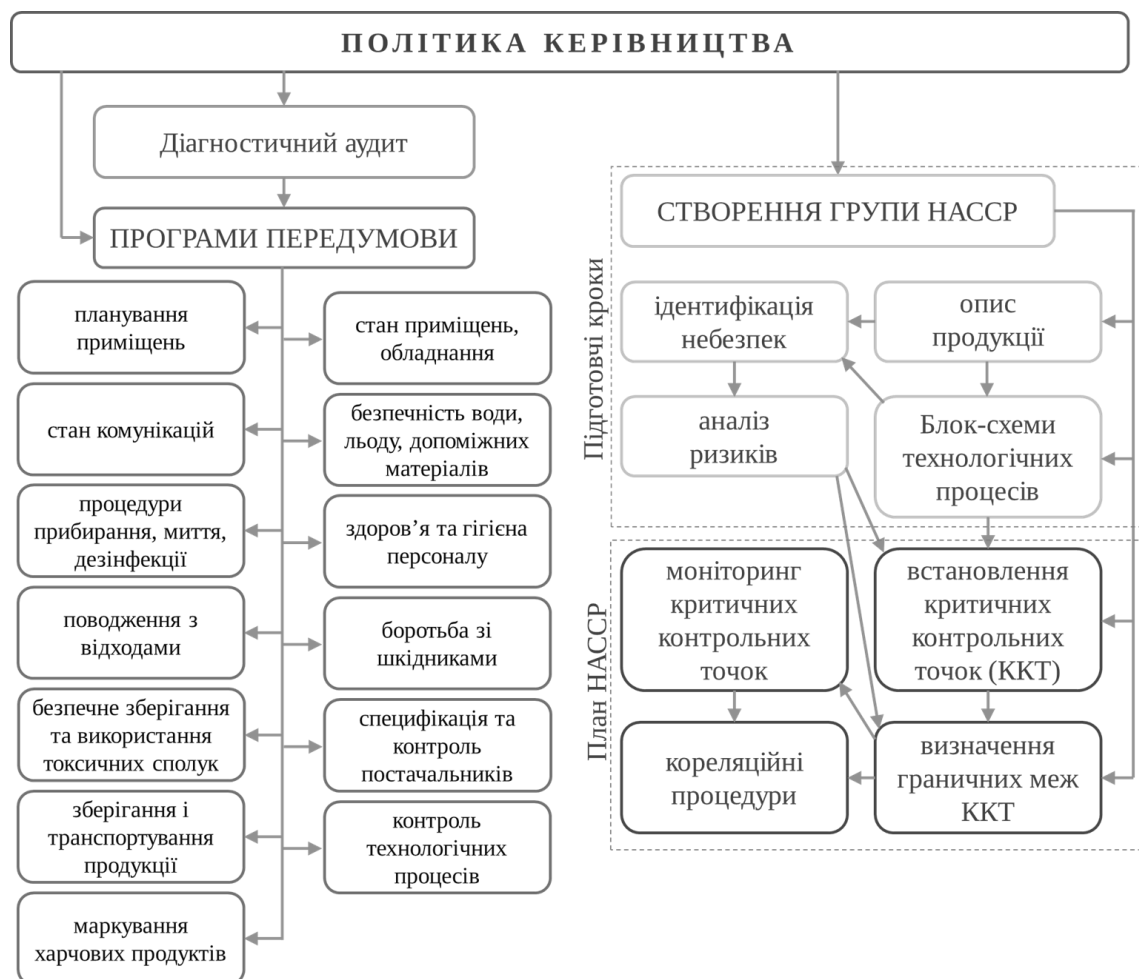 ПОЛІТИКА КЕРІВНИЦТВА
Діагностичний аудит
ПРОГРАМИ ПЕРЕДУМОВИ
планування
приміщень
стан комунікацій
процедури
прибирання, миття,
дезінфекції
поводження з
відходами
безпечне зберігання
та використання
токсичних сполук
зберігання і
транспортування
продукції
маркування
харчових продуктів
стан приміщень,
обладнання
безпечність води,
льоду, допоміжних
матеріалів
здоров’я та гігієна
персоналу
боротьба зі
шкідниками
специфікація та
контроль
постачальників
контроль
технологічних
процесів
Підготовчі кроки
СТВОРЕННЯ ГРУПИ НАССР
ідентифікація
небезпек
опис
продукції
аналіз
ризиків
Блок-схеми
технологічних
процесів
План НАССР
моніторинг
критичних
контрольних
точок
встановлення
критичних
контрольних
точок (ККТ)
кореляційні
процедури
визначення
граничних меж
ККТ